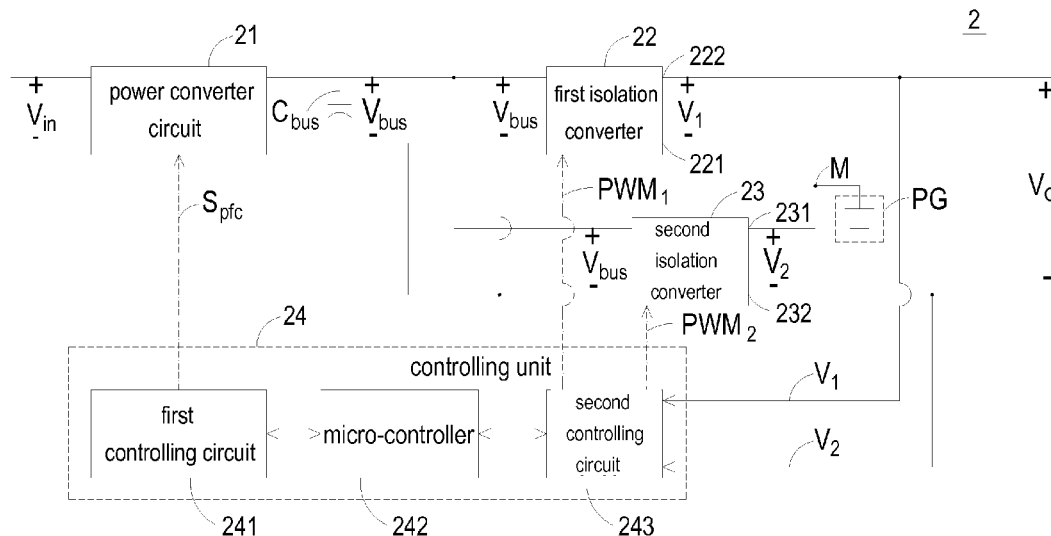 2
21
22
222
power converter
circuit
first isolation
converter
+
V_in
-
C_bus
+
V_bus
-
+
V_bus
-
+
V_1
-
221
+
V_o
-
M
PG
S_pfc
PWM_1
23
231
second
isolation
converter
+
V_bus
-
+
V_2
-
232
PWM_2
24
controlling unit
V_1
first
controlling circuit
micro-controller
second
controlling
circuit
V_2
241
242
243